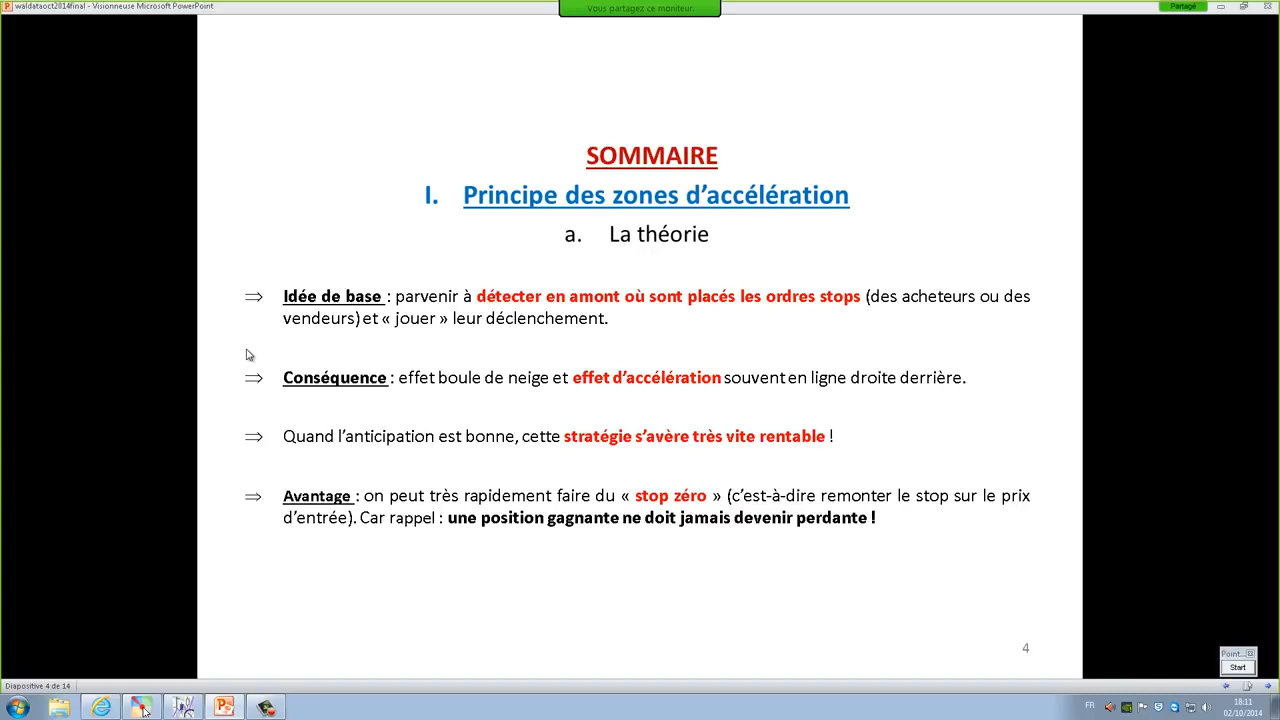 waldataoct2014final - Visionneuse Microsoft PowerPoint
Vous partagez ce moniteur.
Partagé
SOMMAIRE
I. Principe des zones d’accélération
a. La théorie
⇒ Idée de base : parvenir à détecter en amont où sont placés les ordres stops (des acheteurs ou des
vendeurs) et « jouer » leur déclenchement.
⇒ Conséquence : effet boule de neige et effet d’accélération souvent en ligne droite derrière.
⇒ Quand l’anticipation est bonne, cette stratégie s’avère très vite rentable !
⇒ Avantage : on peut très rapidement faire du « stop zéro » (c’est-à-dire remonter le stop sur le prix
d’entrée). Car rappel : une position gagnante ne doit jamais devenir perdante !
4
Point...
Start
Diapositive 4 de 14
FR
18:11
02/10/2014